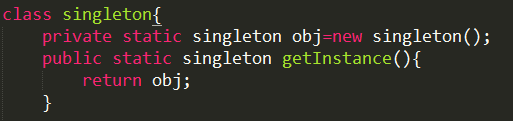 class singleton{
    private static singleton obj=new singleton();
    public static singleton getInstance(){
        return obj;
    }